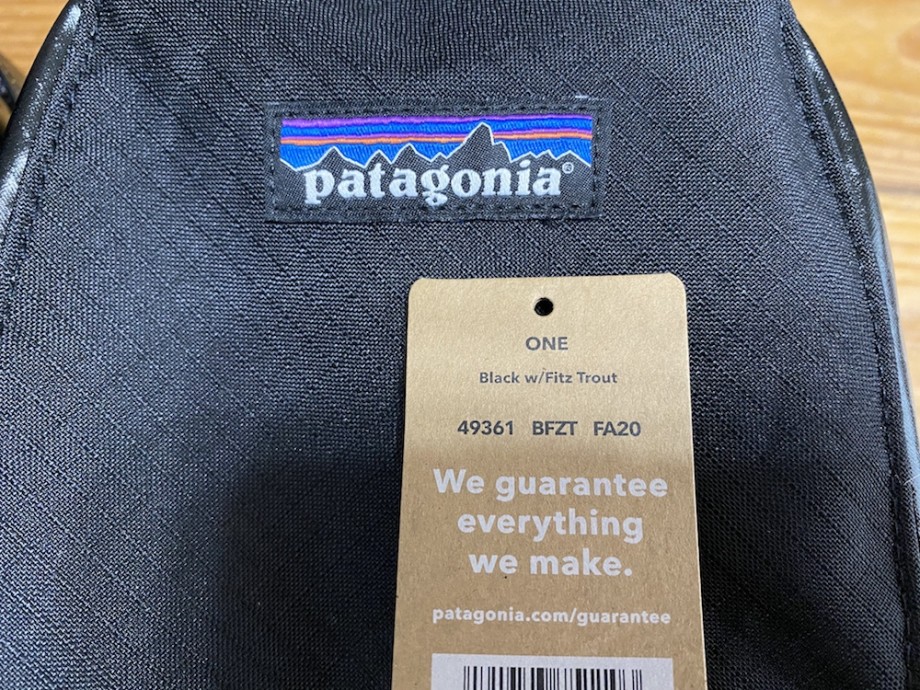 patagonia®
ONE
Black w/Fitz Trout
49361 BFZT FA20
We guarantee
everything
we make.
patagonia.com/guarantee